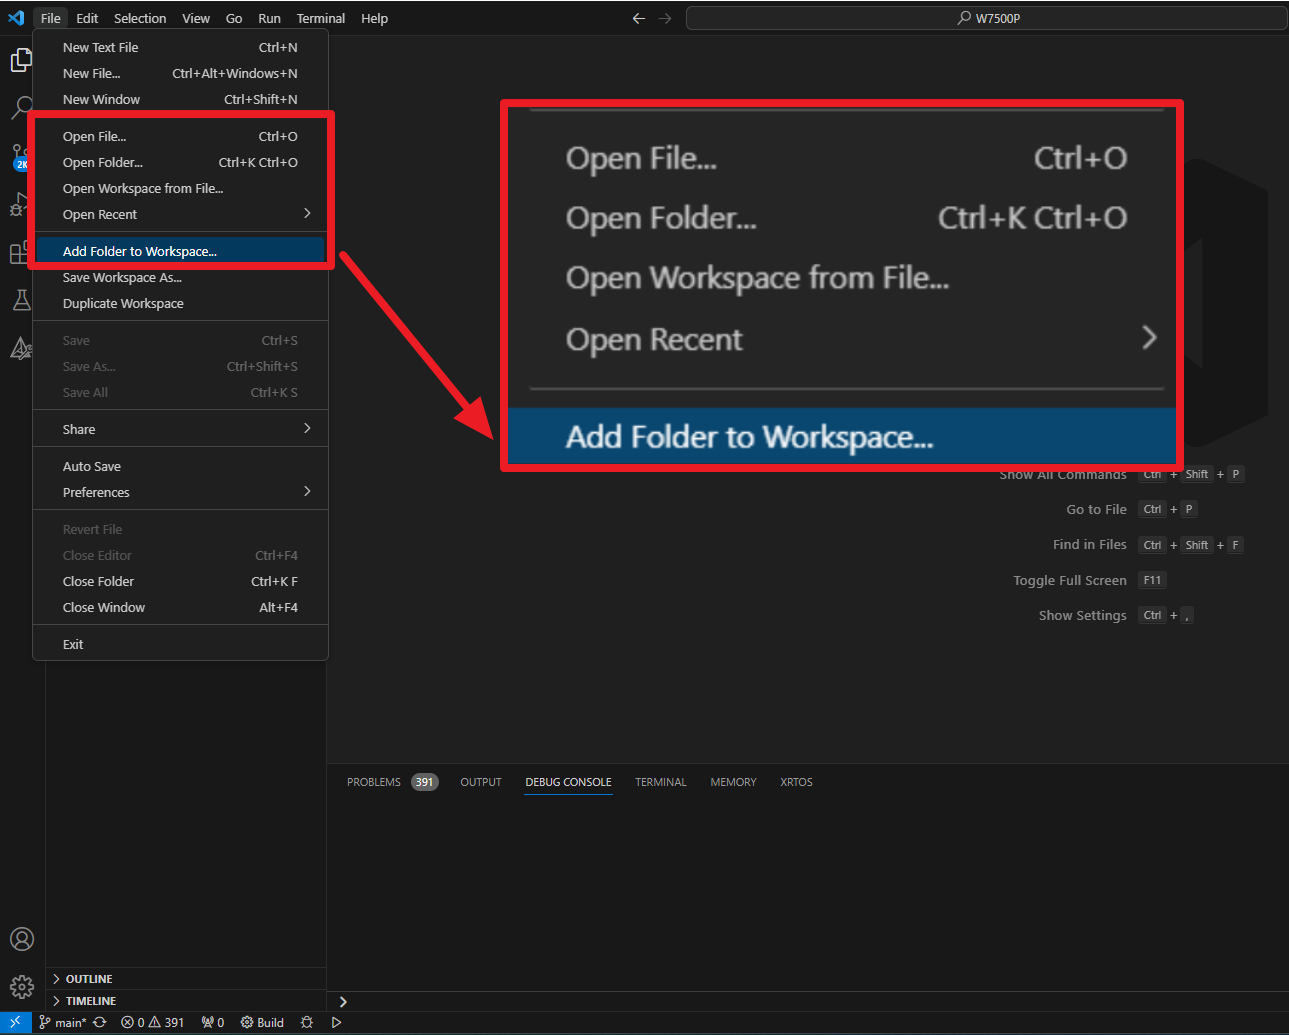 File Edit Selection View Go Run Terminal Help W7500P
New Text File Ctrl+N
New File... Ctrl+Alt+Windows+N
New Window Ctrl+Shift+N
Open File... Ctrl+O
Open Folder... Ctrl+K Ctrl+O
Open Workspace from File...
Open Recent
Add Folder to Workspace...
Save Workspace As...
Duplicate Workspace
Save Ctrl+S
Save As... Ctrl+Shift+S
Save All Ctrl+K S
Share
Auto Save
Preferences
Revert File
Close Editor Ctrl+F4
Close Folder Ctrl+K F
Close Window Alt+F4
Exit
2K
Open File... Ctrl+O
Open Folder... Ctrl+K Ctrl+O
Open Workspace from File...
Open Recent
Add Folder to Workspace...
Show All Commands Ctrl + Shift + P
Go to File Ctrl + P
Find in Files Ctrl + Shift + F
Toggle Full Screen F11
Show Settings Ctrl + ,
PROBLEMS 391 OUTPUT DEBUG CONSOLE TERMINAL MEMORY XRTOS
OUTLINE
TIMELINE
main* 0 391 0 Build